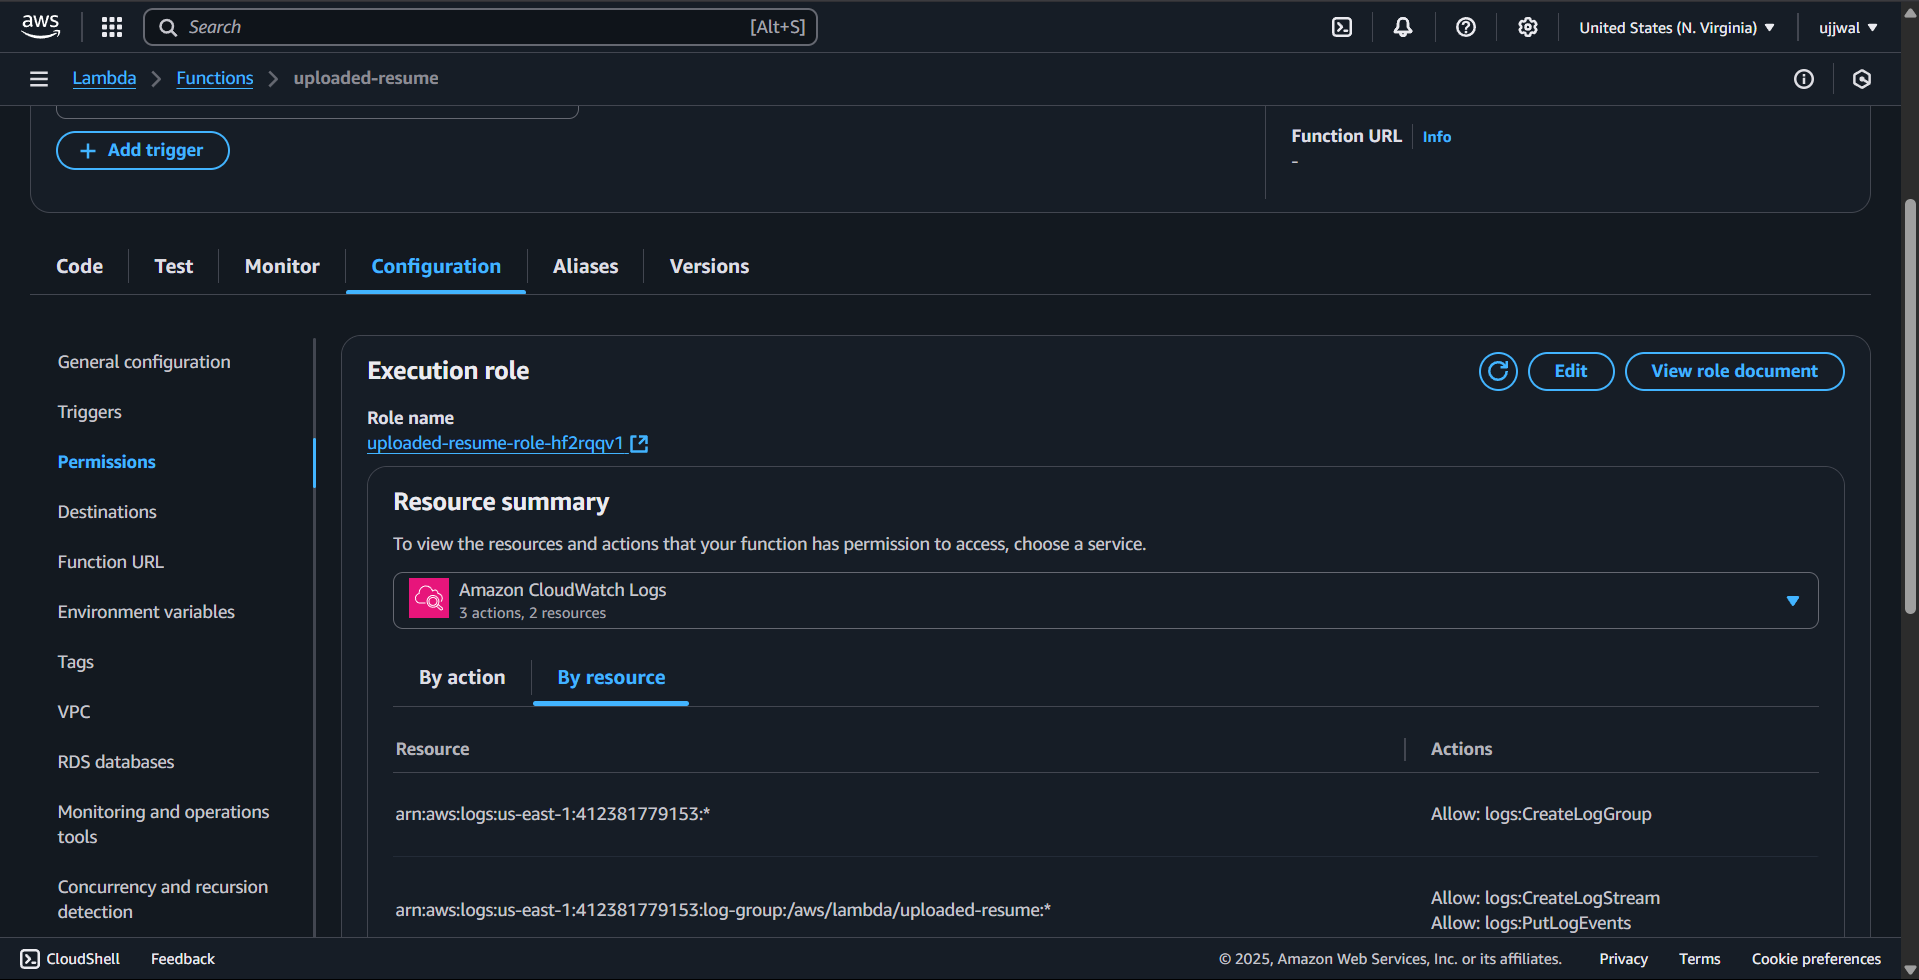 aws
Search
[Alt+S]
United States (N. Virginia)
ujjwal
Lambda
Functions
uploaded-resume
Add trigger
Function URL
Info
-
Code
Test
Monitor
Configuration
Aliases
Versions
General configuration
Triggers
Permissions
Destinations
Function URL
Environment variables
Tags
VPC
RDS databases
Monitoring and operations
tools
Concurrency and recursion
detection
Execution role
Edit
View role document
Role name
uploaded-resume-role-hf2rqqv1
Resource summary
To view the resources and actions that your function has permission to access, choose a service.
Amazon CloudWatch Logs
3 actions, 2 resources
By action
By resource
Resource
Actions
arn:aws:logs:us-east-1:412381779153:*
Allow: logs:CreateLogGroup
arn:aws:logs:us-east-1:412381779153:log-group:/aws/lambda/uploaded-resume:*
Allow: logs:CreateLogStream
Allow: logs:PutLogEvents
CloudShell
Feedback
© 2025, Amazon Web Services, Inc. or its affiliates.
Privacy
Terms
Cookie preferences